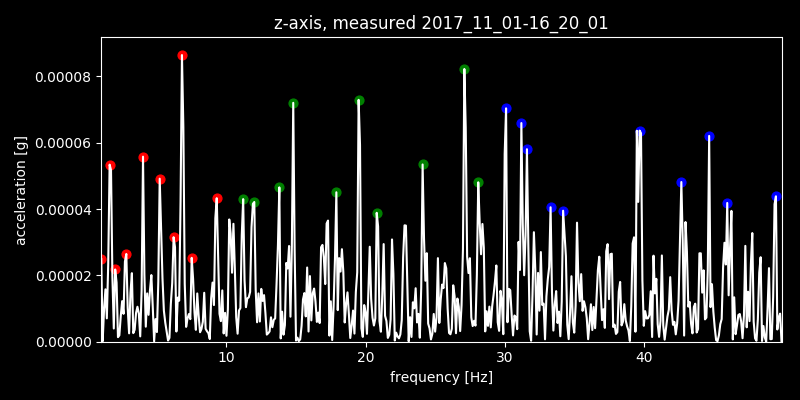 z-axis, measured 2017_11_01-16_20_01
0.00008
0.00006
0.00004
0.00002
0.00000
acceleration [g]
10 20 30 40
frequency [Hz]